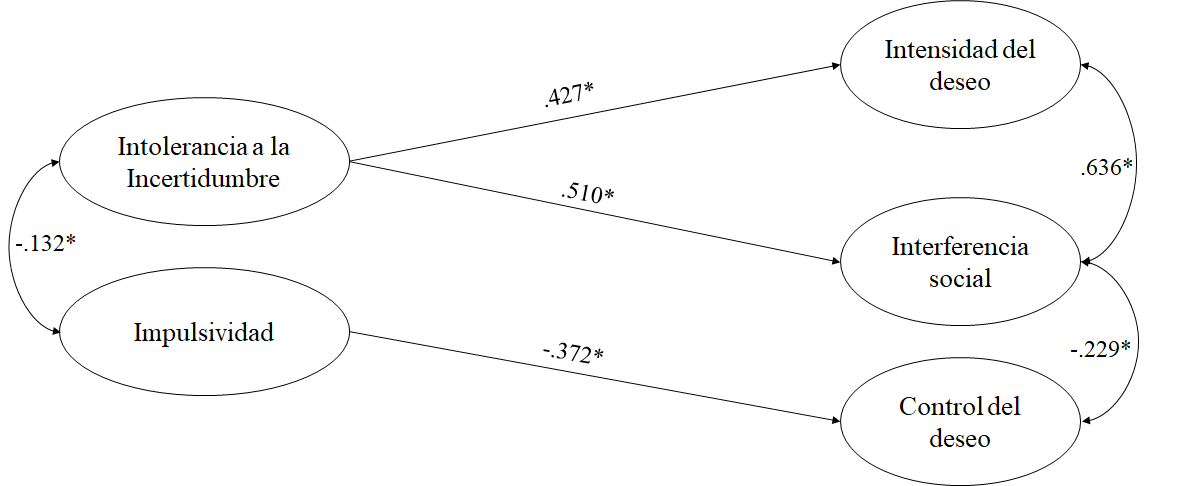 Intensidad del
deseo
.427*
Intolerancia a la
Incertidumbre
.636*
.510*
-.132*
Interferencia
social
Impulsividad
-.372*
-.229*
Control del
deseo